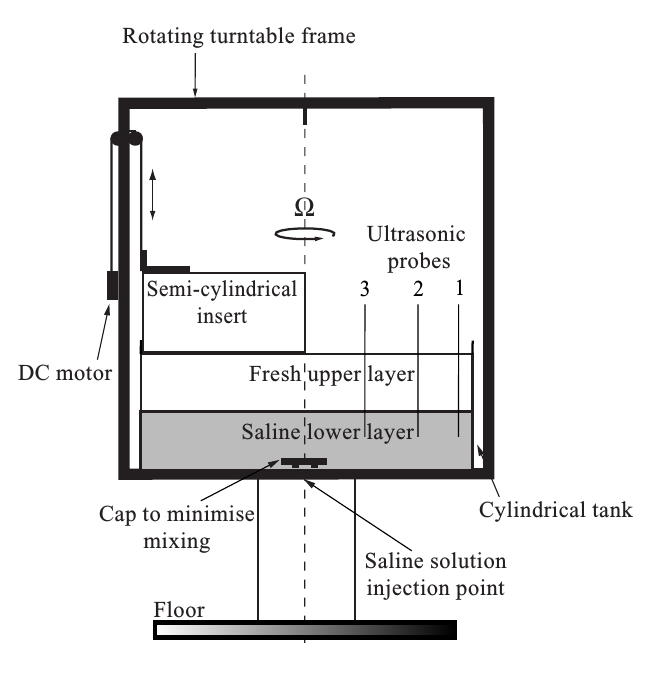 Rotating turntable frame
Ω
Ultrasonic
probes
3 2 1
Semi-cylindrical
insert
DC motor
Fresh upper layer
Saline lower layer
Cap to minimise
mixing
Cylindrical tank
Saline solution
injection point
Floor